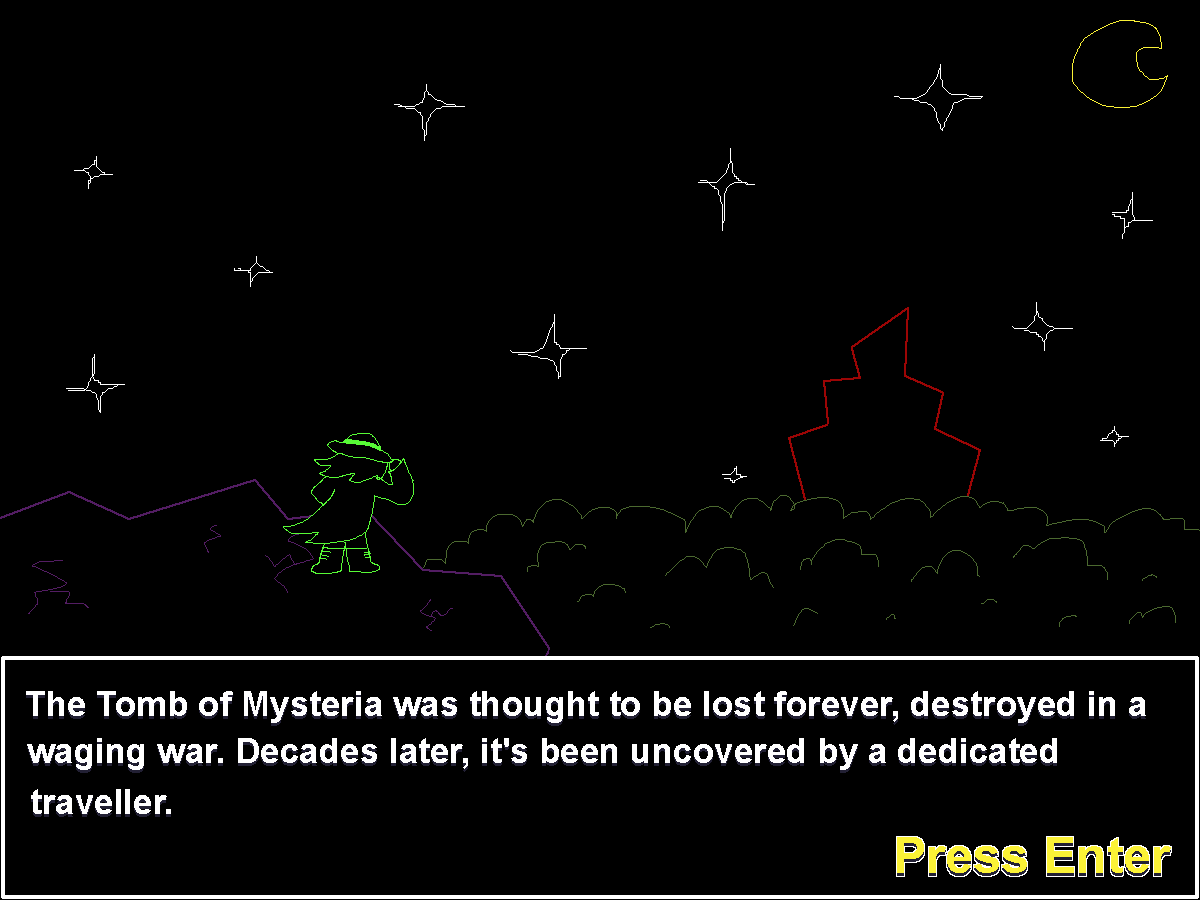 The Tomb of Mysteria was thought to be lost forever, destroyed in a
waging war. Decades later, it's been uncovered by a dedicated
traveller.
Press Enter